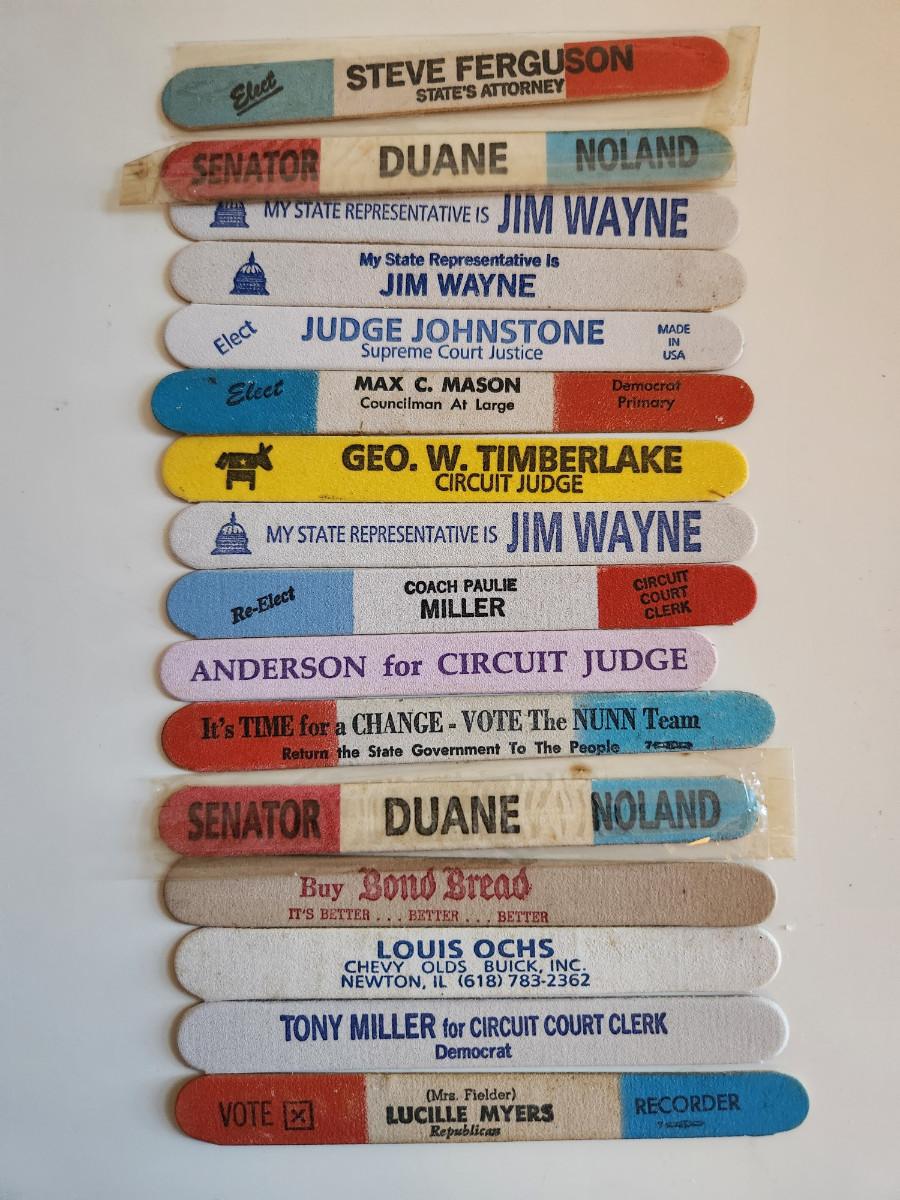 Elect STEVE FERGUSON
STATE'S ATTORNEY
SENATOR DUANE NOLAND
MY STATE REPRESENTATIVE IS JIM WAYNE
My State Representative Is
JIM WAYNE
Elect JUDGE JOHNSTONE
Supreme Court Justice
MADE
IN
USA
Elect MAX C. MASON
Councilman At Large
Democrat
Primary
GEO. W. TIMBERLAKE
CIRCUIT JUDGE
MY STATE REPRESENTATIVE IS JIM WAYNE
Re-Elect
COACH PAULIE
MILLER
CIRCUIT
COURT
CLERK
ANDERSON for CIRCUIT JUDGE
It's TIME for a CHANGE - VOTE The NUNN Team
Return the State Government To The People
SENATOR DUANE NOLAND
Buy Bond Bread
IT'S BETTER . . . BETTER . . . BETTER
LOUIS OCHS
CHEVY OLDS BUICK, INC.
NEWTON, IL (618) 783-2362
TONY MILLER for CIRCUIT COURT CLERK
Democrat
VOTE X
(Mrs. Fielder)
LUCILLE MYERS
Republican
RECORDER